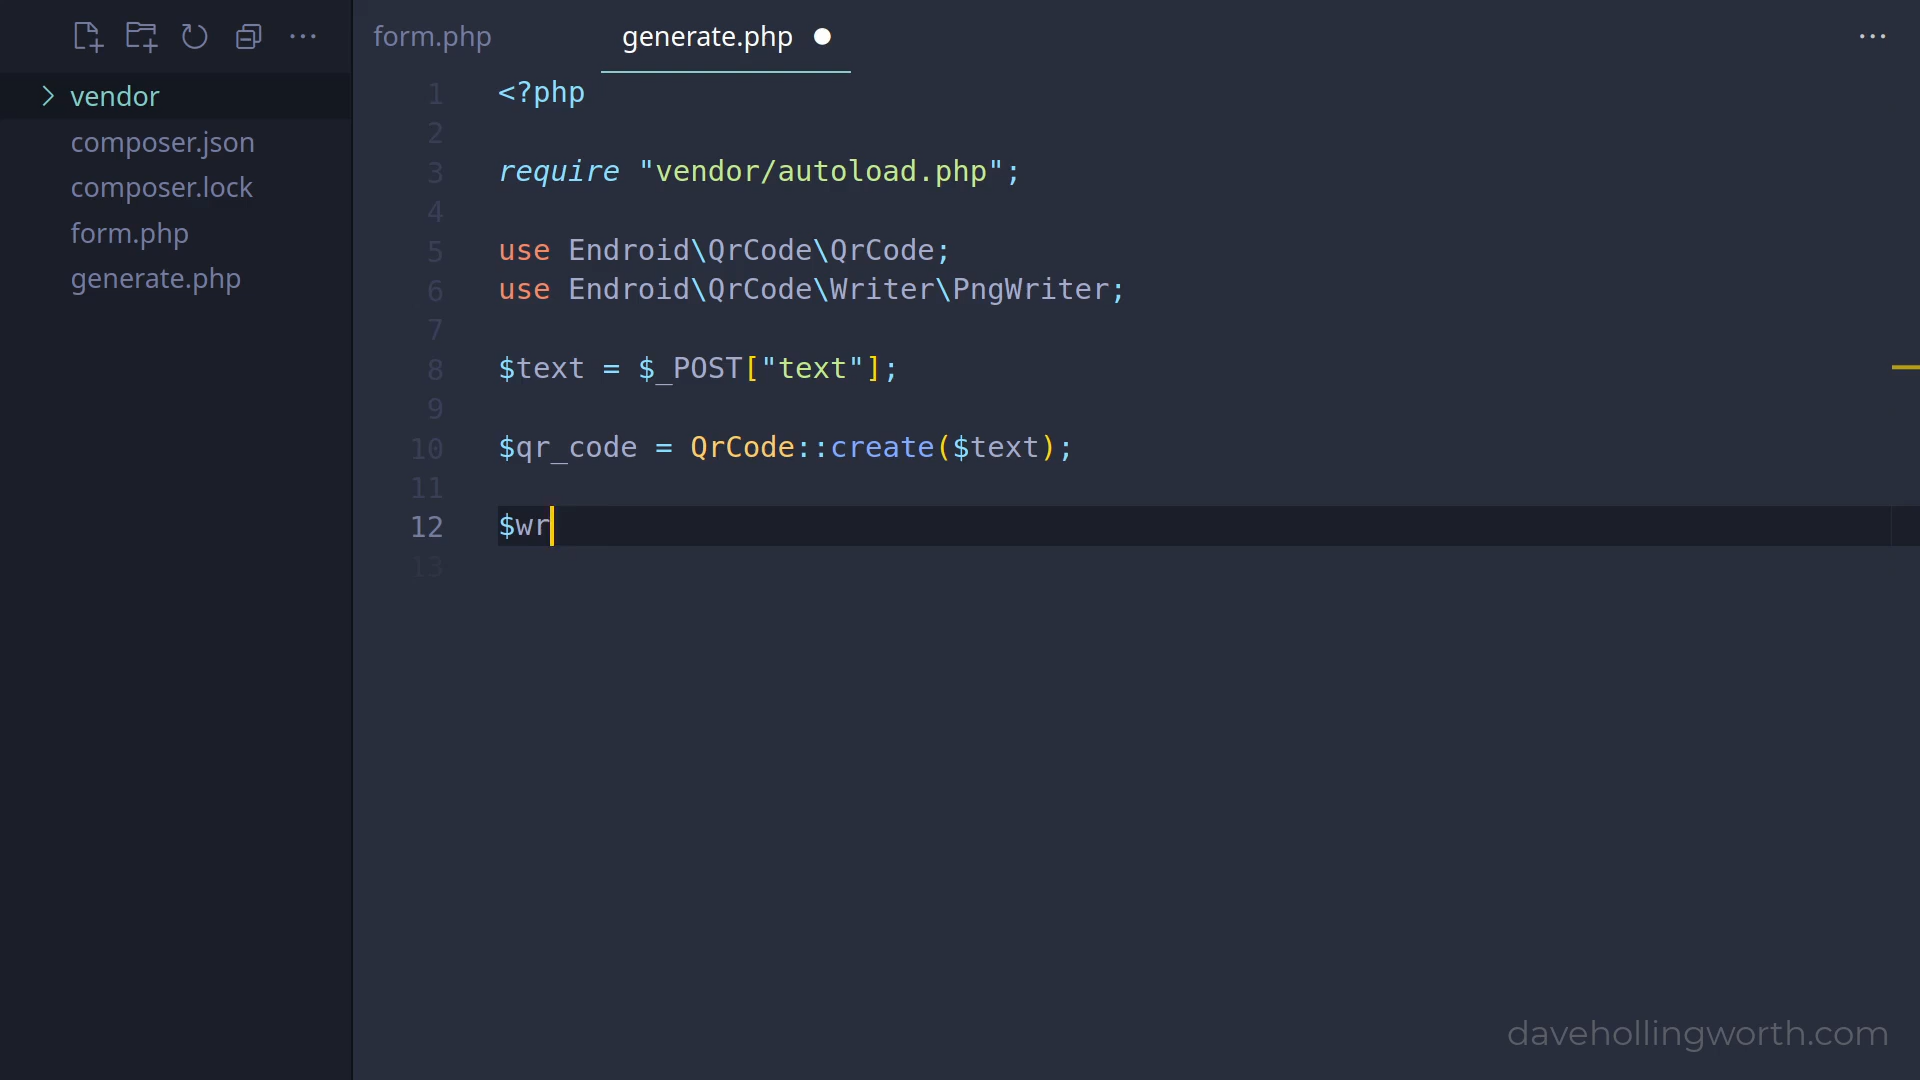 form.php
generate.php
vendor
composer.json
composer.lock
form.php
generate.php
1 <?php
2
3 require "vendor/autoload.php";
4
5 use Endroid\QrCode\QrCode;
6 use Endroid\QrCode\Writer\PngWriter;
7
8 $text = $_POST["text"];
9
10 $qr_code = QrCode::create($text);
11
12 $wr
13
davehollingworth.com